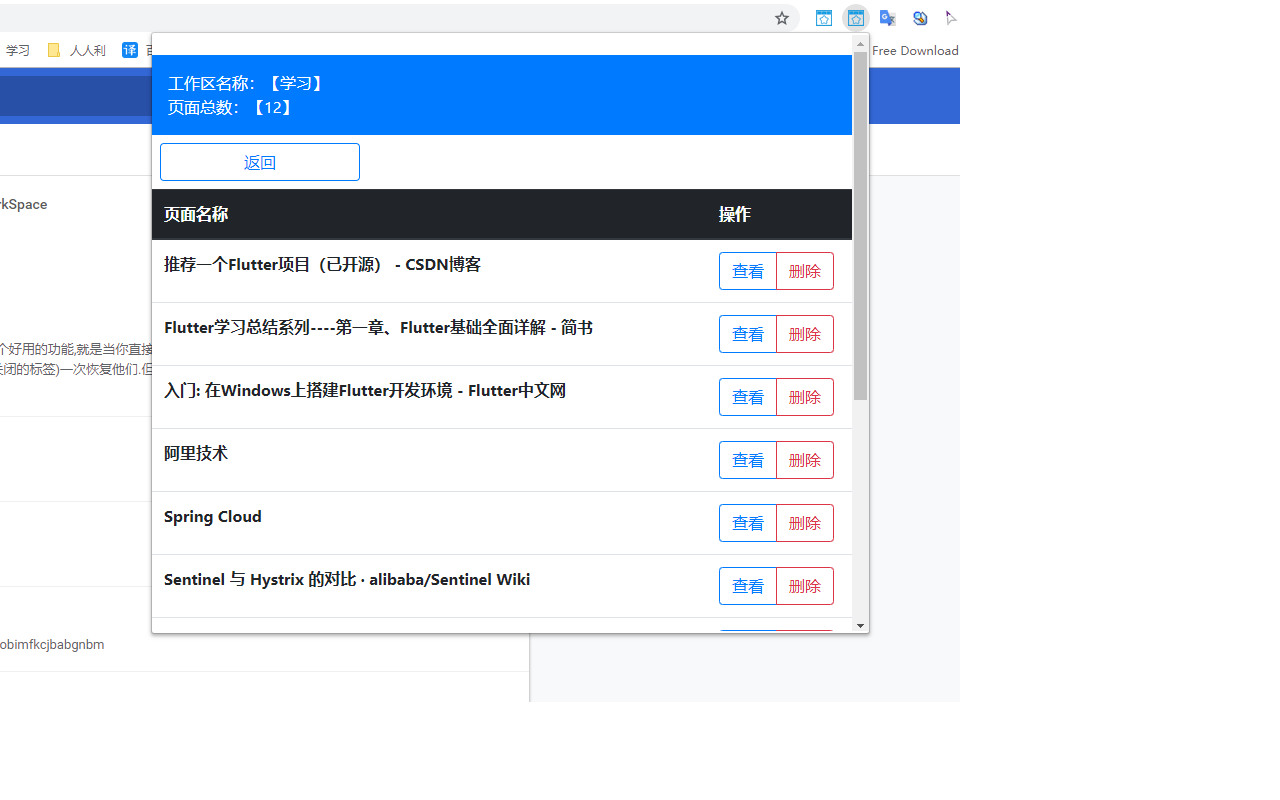 学习
人人利
译
Free Download
工作区名称：【学习】
页面总数：【12】
返回
kSpace
页面名称 操作
推荐一个Flutter项目（已开源） - CSDN博客 查看 删除
Flutter学习总结系列----第一章、Flutter基础全面详解 - 简书 查看 删除
个好用的功能,就是当你直接
关闭的标签)一次恢复他们.但
入门: 在Windows上搭建Flutter开发环境 - Flutter中文网 查看 删除
阿里技术 查看 删除
Spring Cloud 查看 删除
Sentinel 与 Hystrix 的对比 · alibaba/Sentinel Wiki 查看 删除
obimfkcjbabgnbm